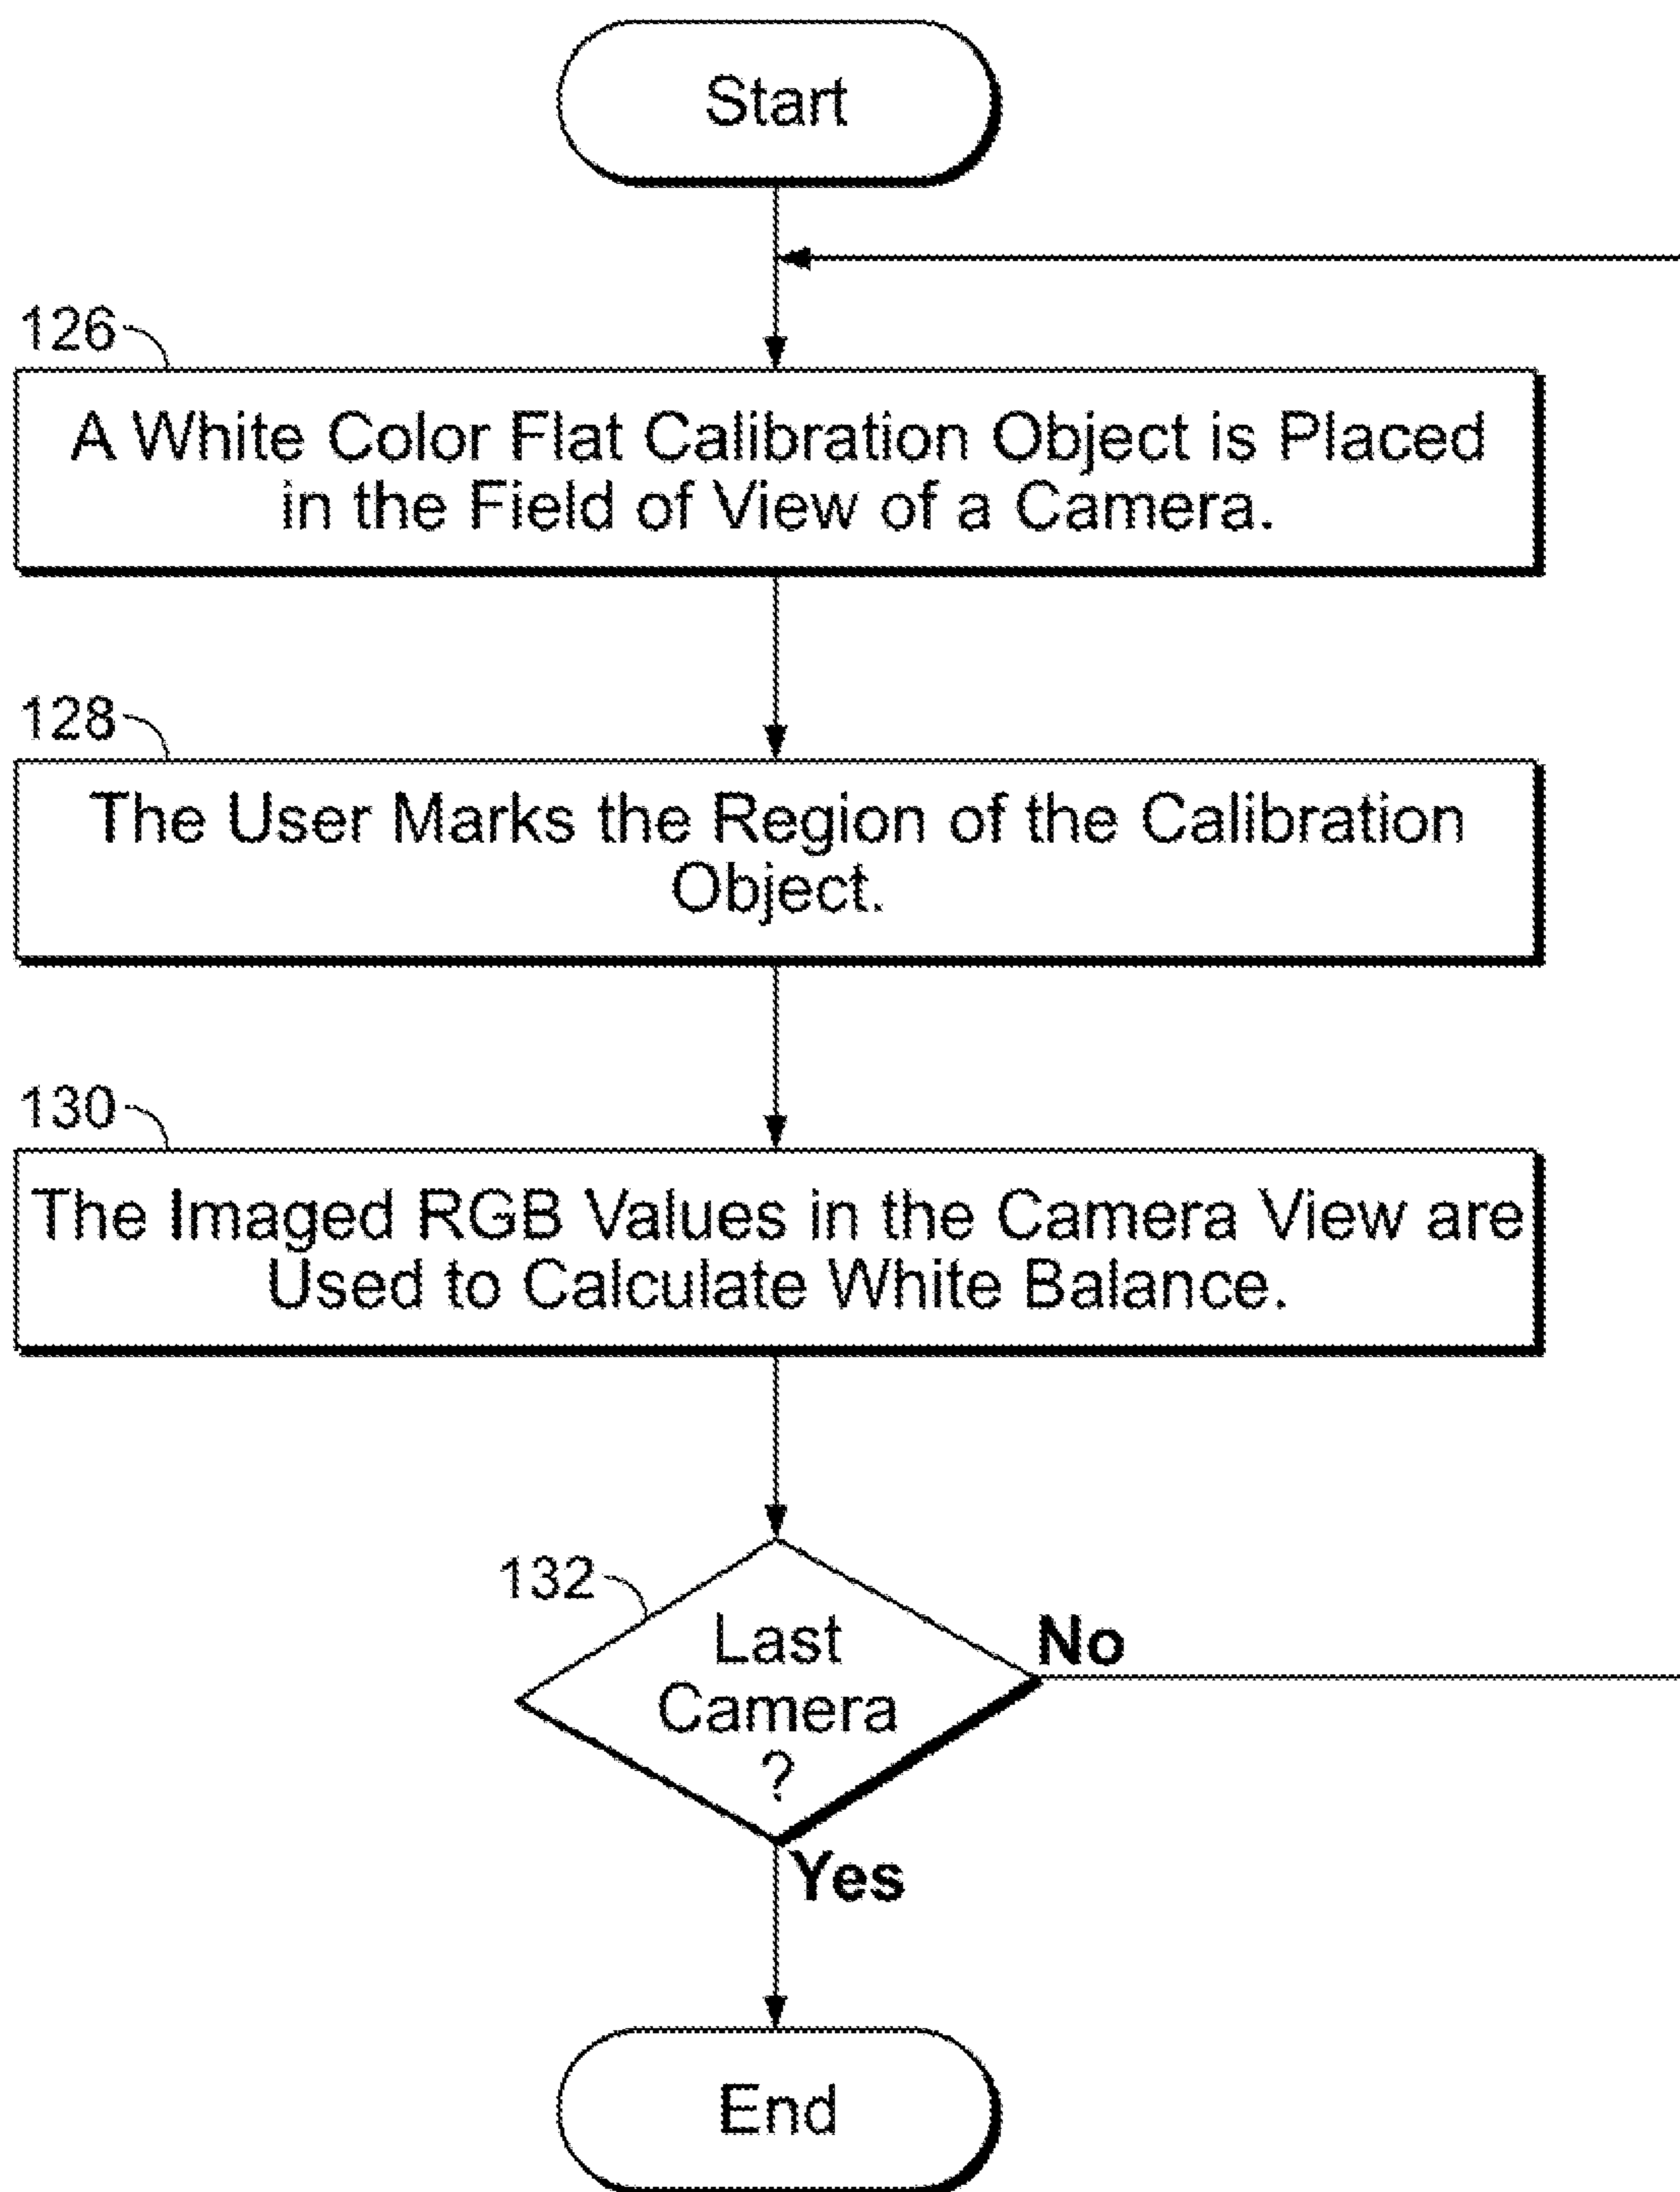 Start
126
A White Color Flat Calibration Object is Placed
in the Field of View of a Camera.
128
The User Marks the Region of the Calibration
Object.
130
The Imaged RGB Values in the Camera View are
Used to Calculate White Balance.
132
Last
Camera
?
No
Yes
End